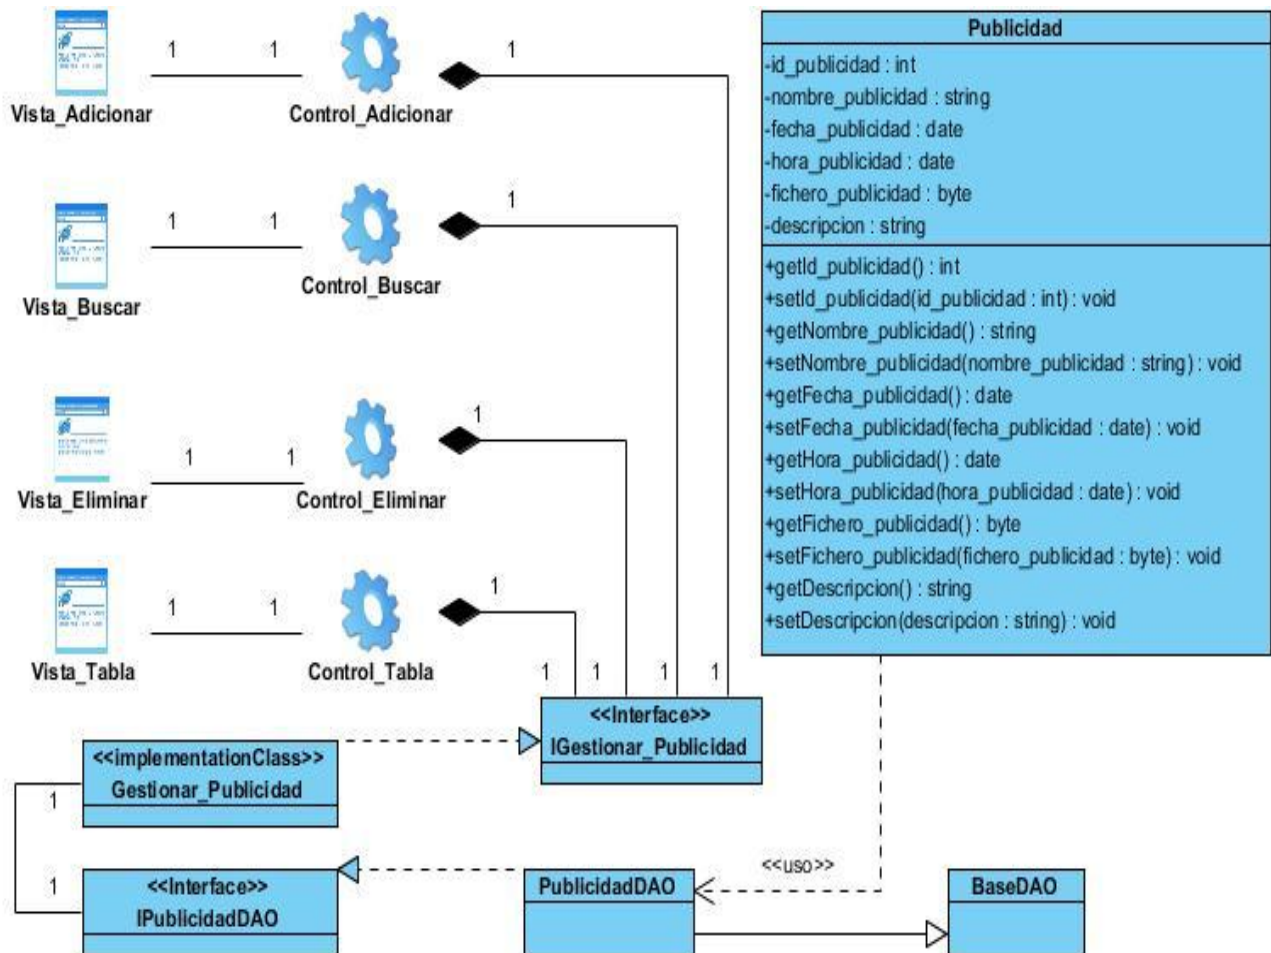 1
1
1
Vista_Adicionar
Control_Adicionar
1
1
1
Vista_Buscar
Control_Buscar
1
1
1
Vista_Eliminar
Control_Eliminar
1
1
1
Vista_Tabla
Control_Tabla
1
1
1
1
Publicidad
-id_publicidad : int
-nombre_publicidad : string
-fecha_publicidad : date
-hora_publicidad : date
-fichero_publicidad : byte
-descripcion : string
+getId_publicidad() : int
+setId_publicidad(id_publicidad : int) : void
+getNombre_publicidad() : string
+setNombre_publicidad(nombre_publicidad : string) : void
+getFecha_publicidad() : date
+setFecha_publicidad(fecha_publicidad : date) : void
+getHora_publicidad() : date
+setHora_publicidad(hora_publicidad : date) : void
+getFichero_publicidad() : byte
+setFichero_publicidad(fichero_publicidad : byte) : void
+getDescripcion() : string
+setDescripcion(descripcion : string) : void
<<Interface>>
IGestionar_Publicidad
<<implementationClass>>
Gestionar_Publicidad
1
1
<<Interface>>
IPublicidadDAO
PublicidadDAO
<<uso>>
BaseDAO